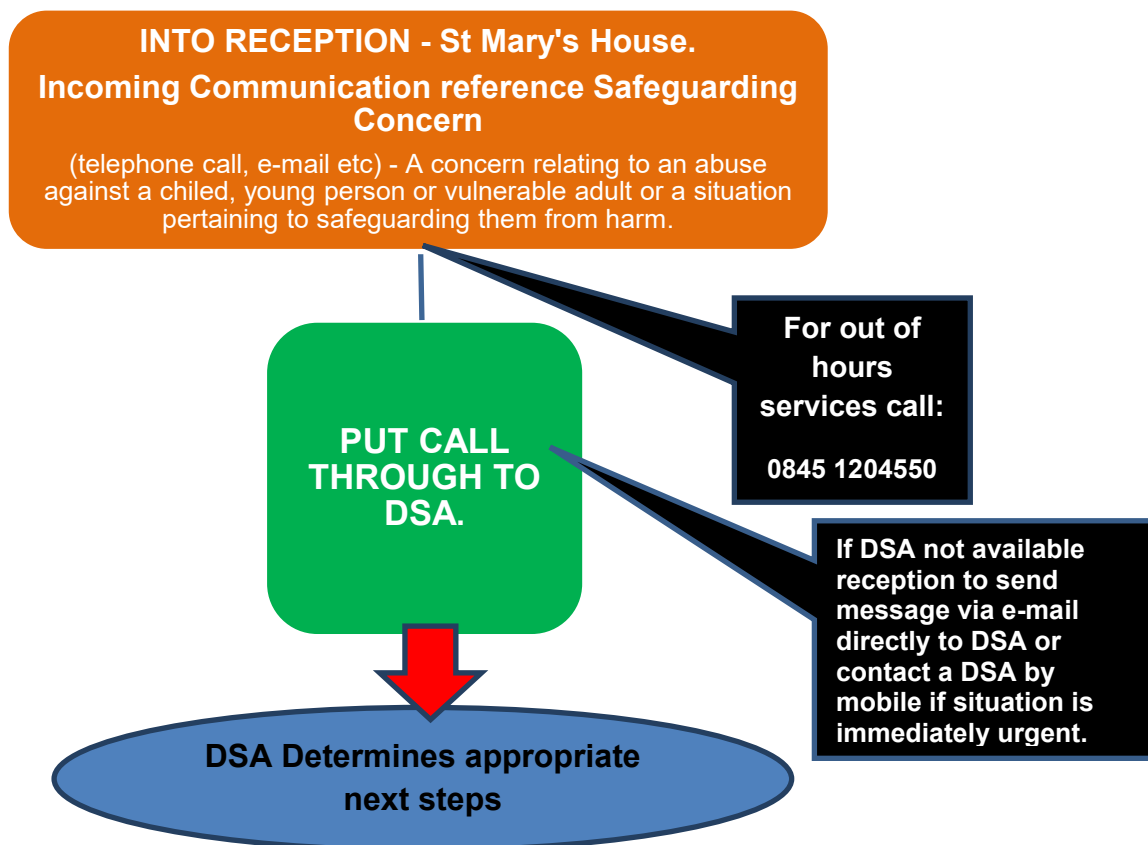 INTO RECEPTION - St Mary's House.
Incoming Communication reference Safeguarding
Concern
(telephone call, e-mail etc) - A concern relating to an abuse
against a chiled, young person or vulnerable adult or a situation
pertaining to safeguarding them from harm.
For out of
hours
services call:
0845 1204550
PUT CALL
THROUGH TO
DSA.
If DSA not available
reception to send
message via e-mail
directly to DSA or
contact a DSA by
mobile if situation is
immediately urgent.
DSA Determines appropriate
next steps